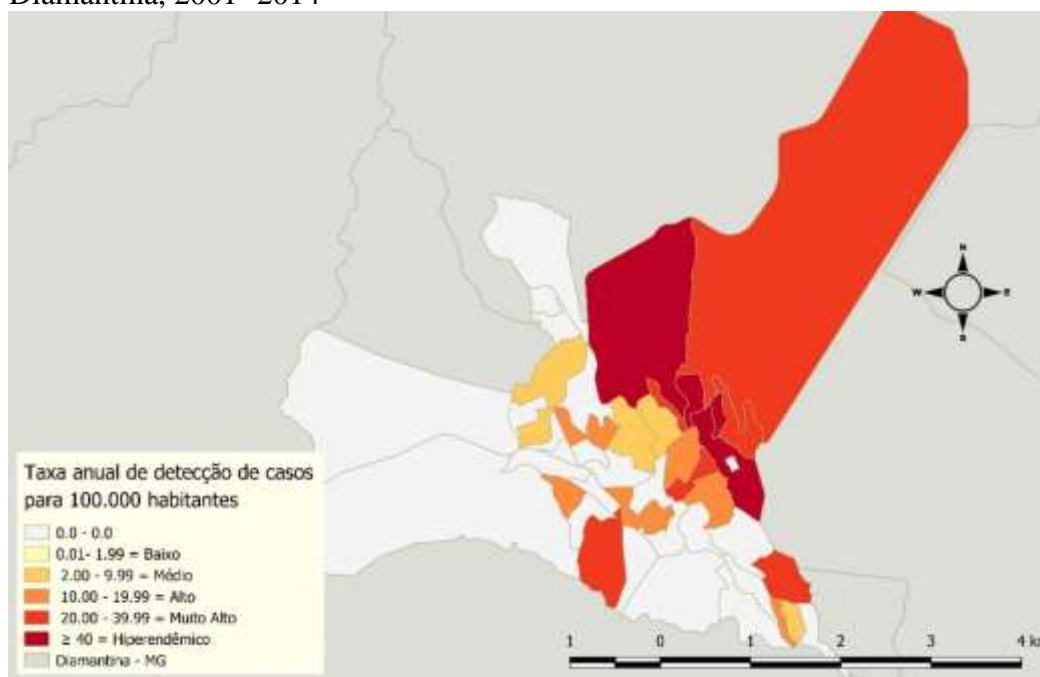 Diamantina, 2001- 2014
N
W
E
S
Taxa anual de detecção de casos
para 100.000 habitantes
0.0 - 0.0
0.01- 1.99 = Baixo
2.00 - 9.99 = Médio
10.00 - 19.99 = Alto
20.00 - 39.99 = Muito Alto
≥ 40 = Hiperendêmico
Diamantina - MG
1 0 1 2 3 4 k